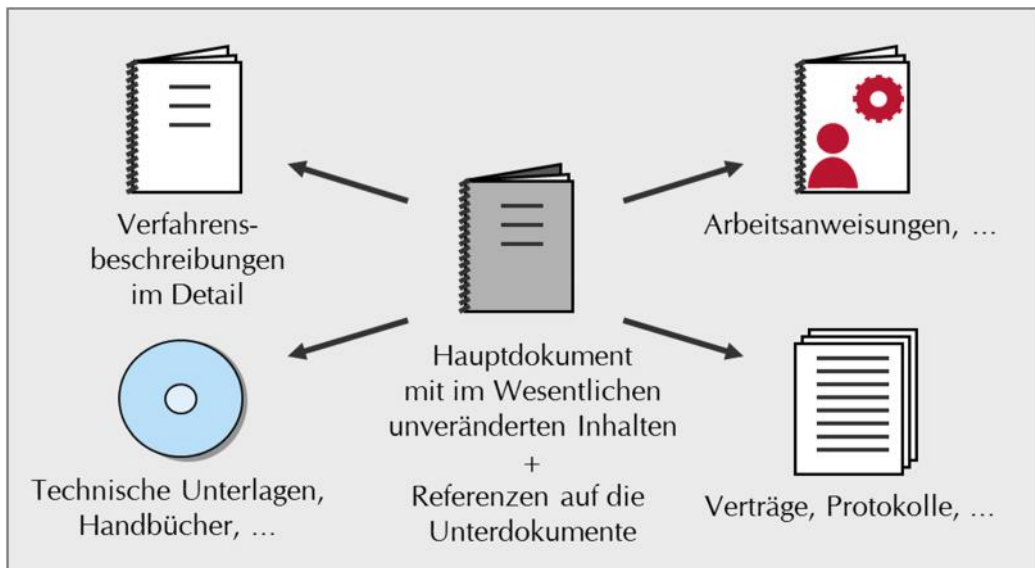 Verfahrens-
beschreibungen
im Detail
Arbeitsanweisungen, ...
Hauptdokument
mit im Wesentlichen
unveränderten Inhalten
+
Referenzen auf die
Unterdokumente
Technische Unterlagen,
Handbücher, ...
Verträge, Protokolle, ...